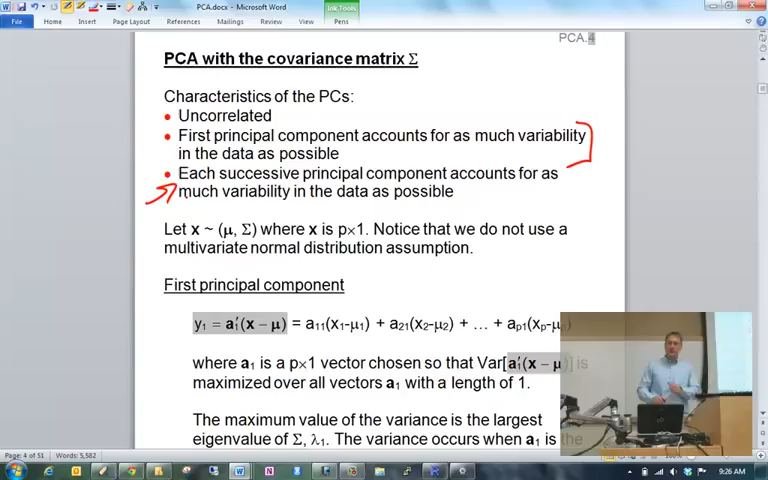 PCA.docx - Microsoft Word
Ink Tools
File
Home
Insert
Page Layout
References
Mailings
Review
View
Pens
PCA.4
PCA with the covariance matrix Σ
Characteristics of the PCs:
• Uncorrelated
• First principal component accounts for as much variability
in the data as possible
• Each successive principal component accounts for as
much variability in the data as possible
Let x ~ (μ, Σ) where x is p×1. Notice that we do not use a
multivariate normal distribution assumption.
First principal component
y₁ = a₁′(x − μ) = a₁₁(x₁-μ₁) + a₂₁(x₂-μ₂) + … + aₚ₁(xₚ-μₚ)
where a₁ is a p×1 vector chosen so that Var[a₁′(x − μ)] is
maximized over all vectors a₁ with a length of 1.
The maximum value of the variance is the largest
eigenvalue of Σ, λ₁. The variance occurs when a₁ is the
Page: 4 of 51
Words: 5,582
9:26 AM